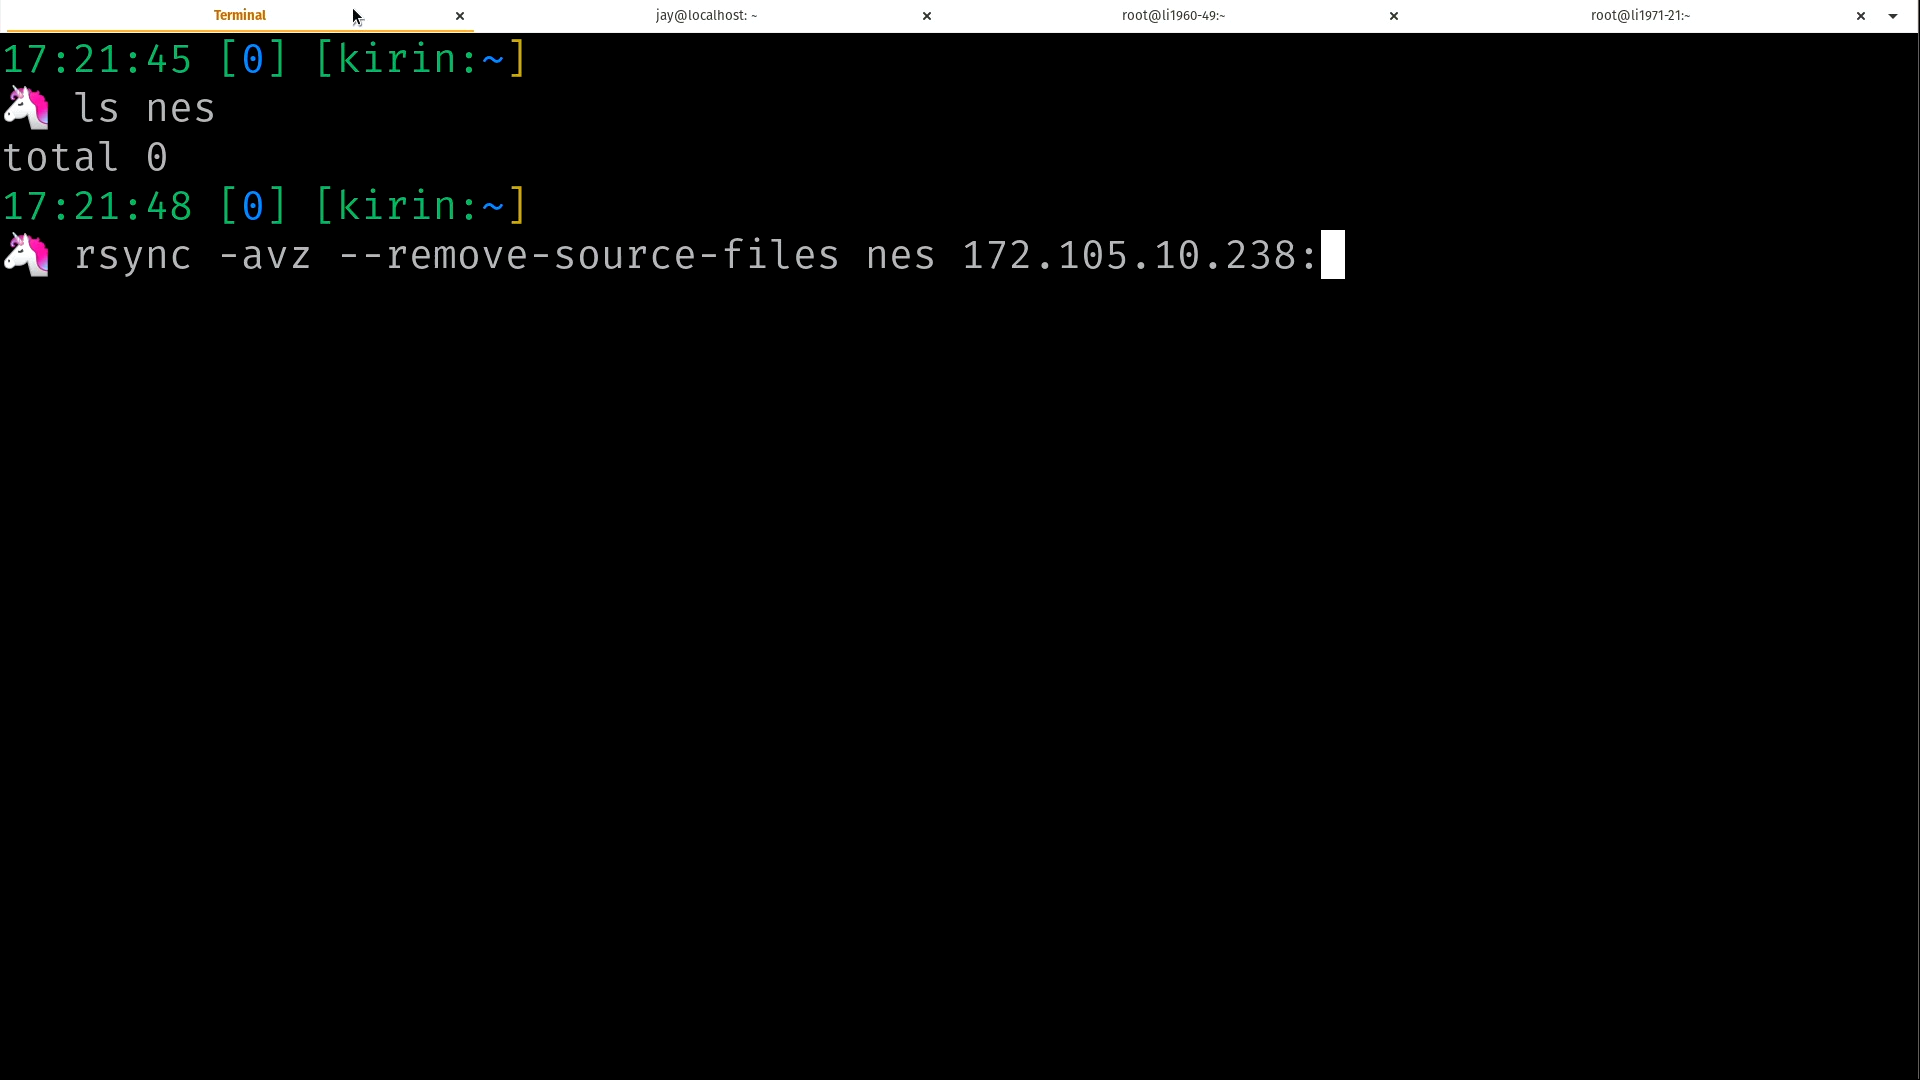 Terminal × jay@localhost: ~ × root@li1960-49:~ × root@li1971-21:~ ×
17:21:45 [0] [kirin:~]
🦄 ls nes
total 0
17:21:48 [0] [kirin:~]
🦄 rsync -avz --remove-source-files nes 172.105.10.238: